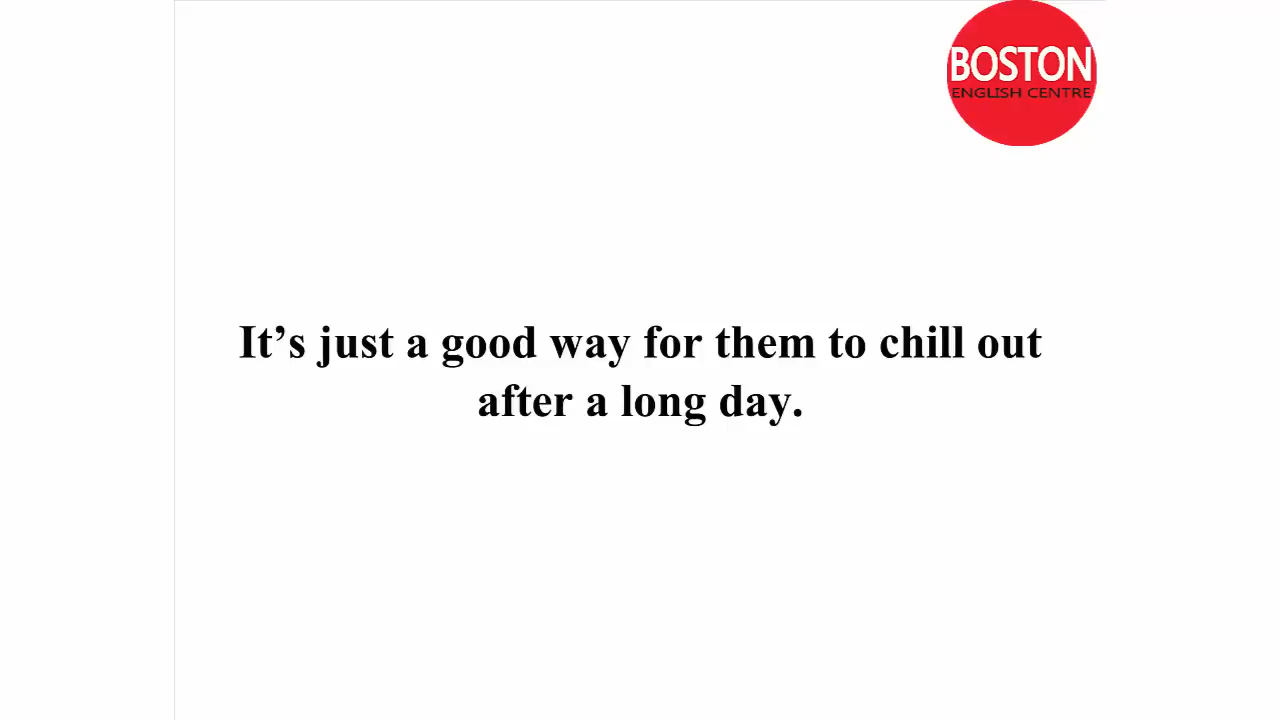 BOSTON
ENGLISH CENTRE
It’s just a good way for them to chill out
after a long day.